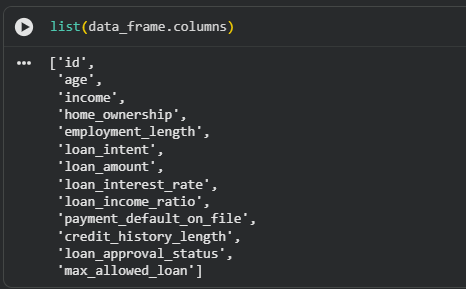 list(data_frame.columns)
['id',
'age',
'income',
'home_ownership',
'employment_length',
'loan_intent',
'loan_amount',
'loan_interest_rate',
'loan_income_ratio',
'payment_default_on_file',
'credit_history_length',
'loan_approval_status',
'max_allowed_loan']